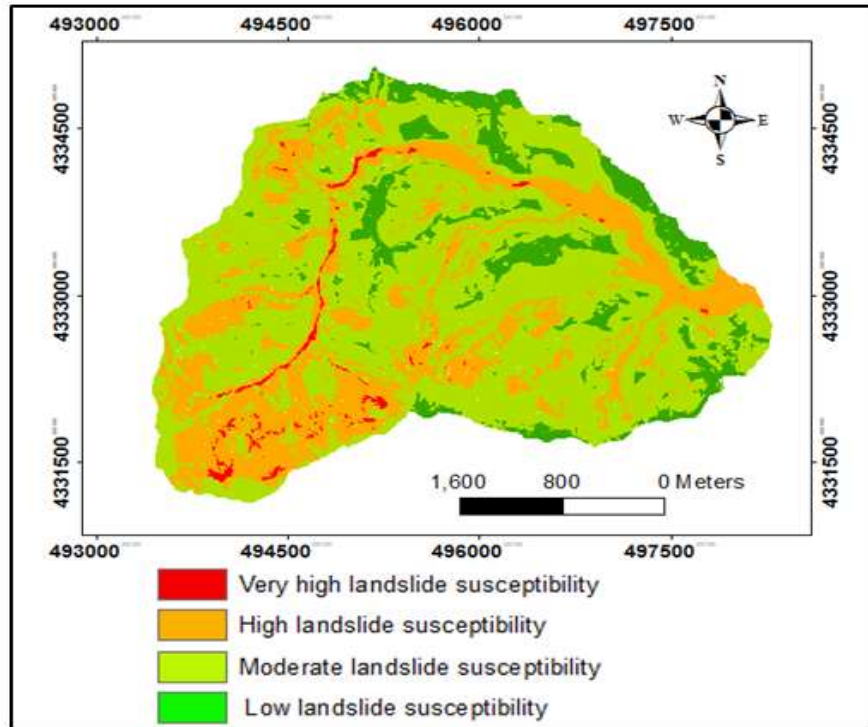 493000 494500 496000 497500
N
W E
S
4334500 4334500
4333000 4333000
4331500 4331500
1,600 800 0 Meters
493000 494500 496000 497500
Very high landslide susceptibility
High landslide susceptibility
Moderate landslide susceptibility
Low landslide susceptibility